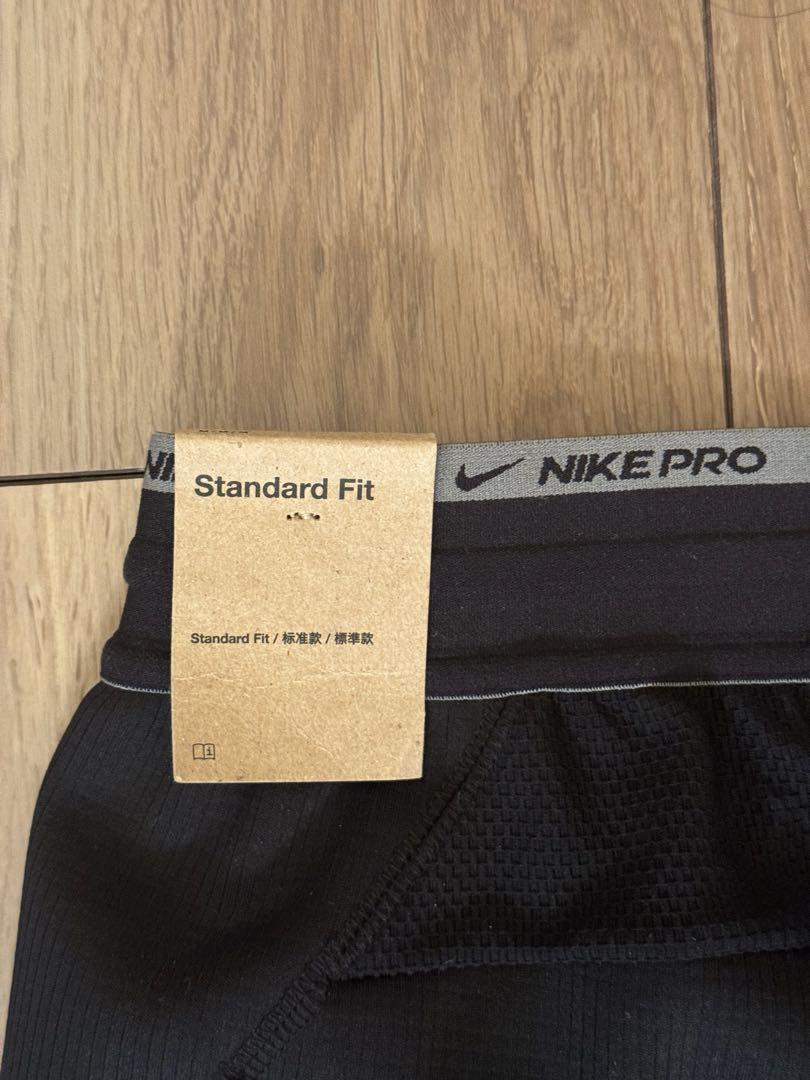 Standard Fit
NIKE PRO
Standard Fit / 标准款 / 標準款